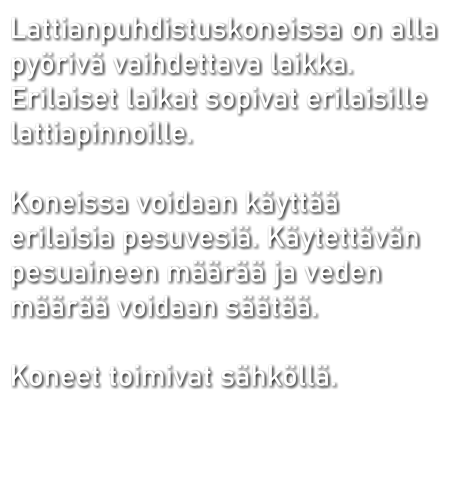 Lattianpuhdistuskoneissa on alla
pyörivä vaihdettava laikka.
Erilaiset laikat sopivat erilaisille
lattiapinnoille.

Koneissa voidaan käyttää
erilaisia pesuvesiä. Käytettävän
pesuaineen määrää ja veden
määrää voidaan säätää.

Koneet toimivat sähköllä.